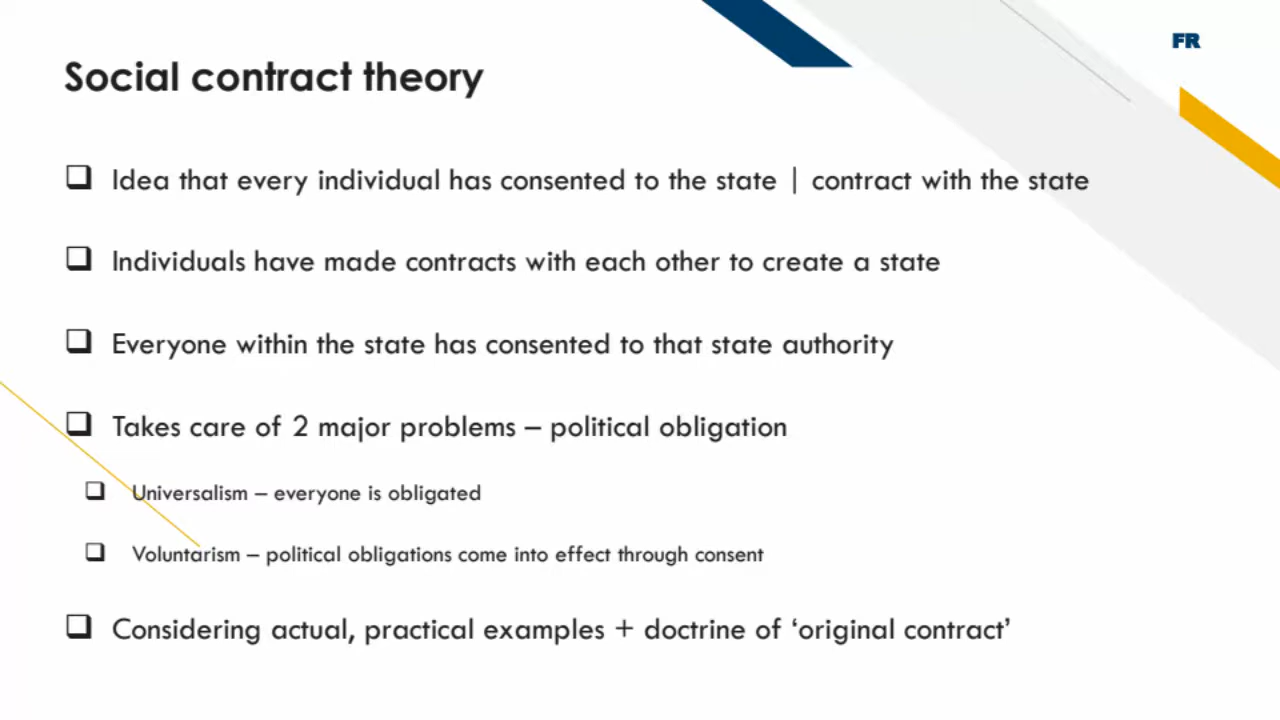 FR
Social contract theory
Idea that every individual has consented to the state | contract with the state
Individuals have made contracts with each other to create a state
Everyone within the state has consented to that state authority
Takes care of 2 major problems – political obligation
Universalism – everyone is obligated
Voluntarism – political obligations come into effect through consent
Considering actual, practical examples + doctrine of ‘original contract’